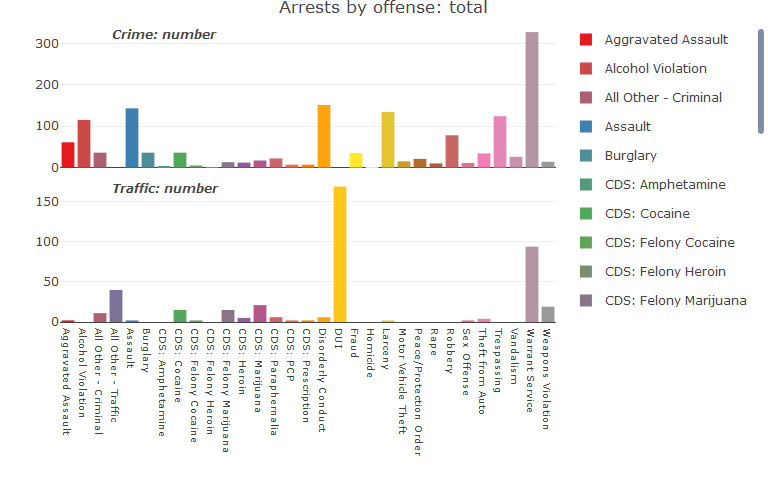 Arrests by offense: total
Crime: number
300
200
100
0
Traffic: number
150
100
50
0
Aggravated Assault
Alcohol Violation
All Other - Criminal
All Other - Traffic
Assault
Burglary
CDS: Amphetamine
CDS: Cocaine
CDS: Felony Cocaine
CDS: Felony Heroin
CDS: Felony Marijuana
CDS: Heroin
CDS: Marijuana
CDS: Paraphernalia
CDS: PCP
CDS: Prescription
Disorderly Conduct
DUI
Fraud
Homicide
Larceny
Motor Vehicle Theft
Peace/Protection Order
Rape
Robbery
Sex Offense
Theft from Auto
Trespassing
Vandalism
Warrant Service
Weapons Violation
Aggravated Assault
Alcohol Violation
All Other - Criminal
Assault
Burglary
CDS: Amphetamine
CDS: Cocaine
CDS: Felony Cocaine
CDS: Felony Heroin
CDS: Felony Marijuana